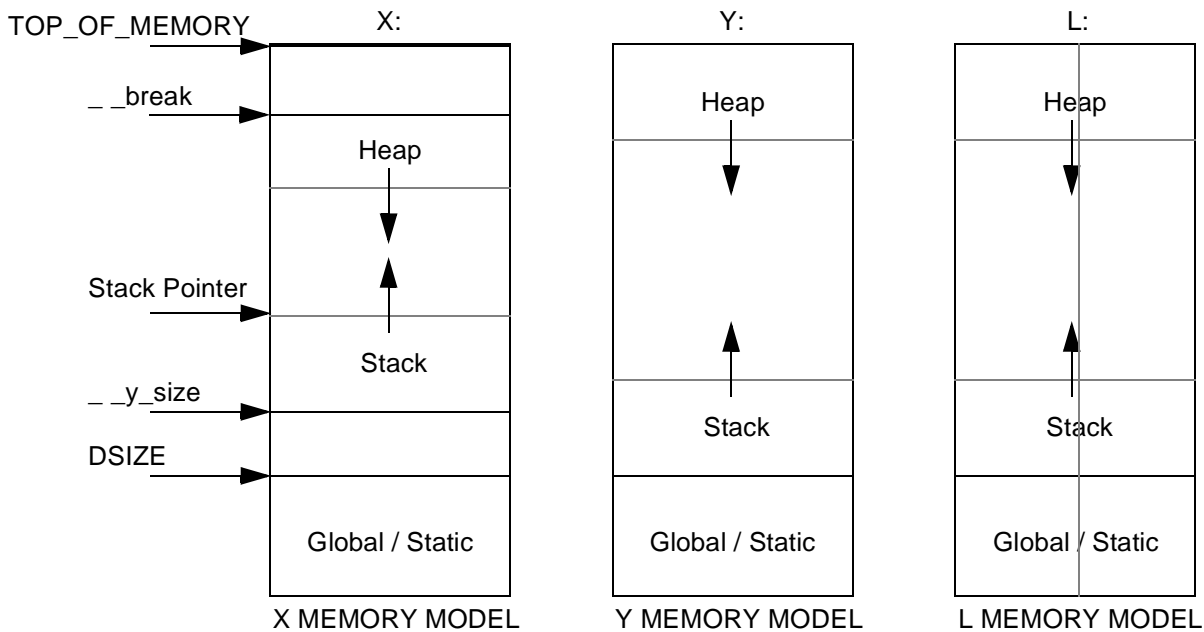 TOP_OF_MEMORY
X:
Y:
L:
_ _break
Heap
Heap
Heap
Stack Pointer
Stack
_ _y_size
Stack
Stack
DSIZE
Global / Static
Global / Static
Global / Static
X MEMORY MODEL
Y MEMORY MODEL
L MEMORY MODEL